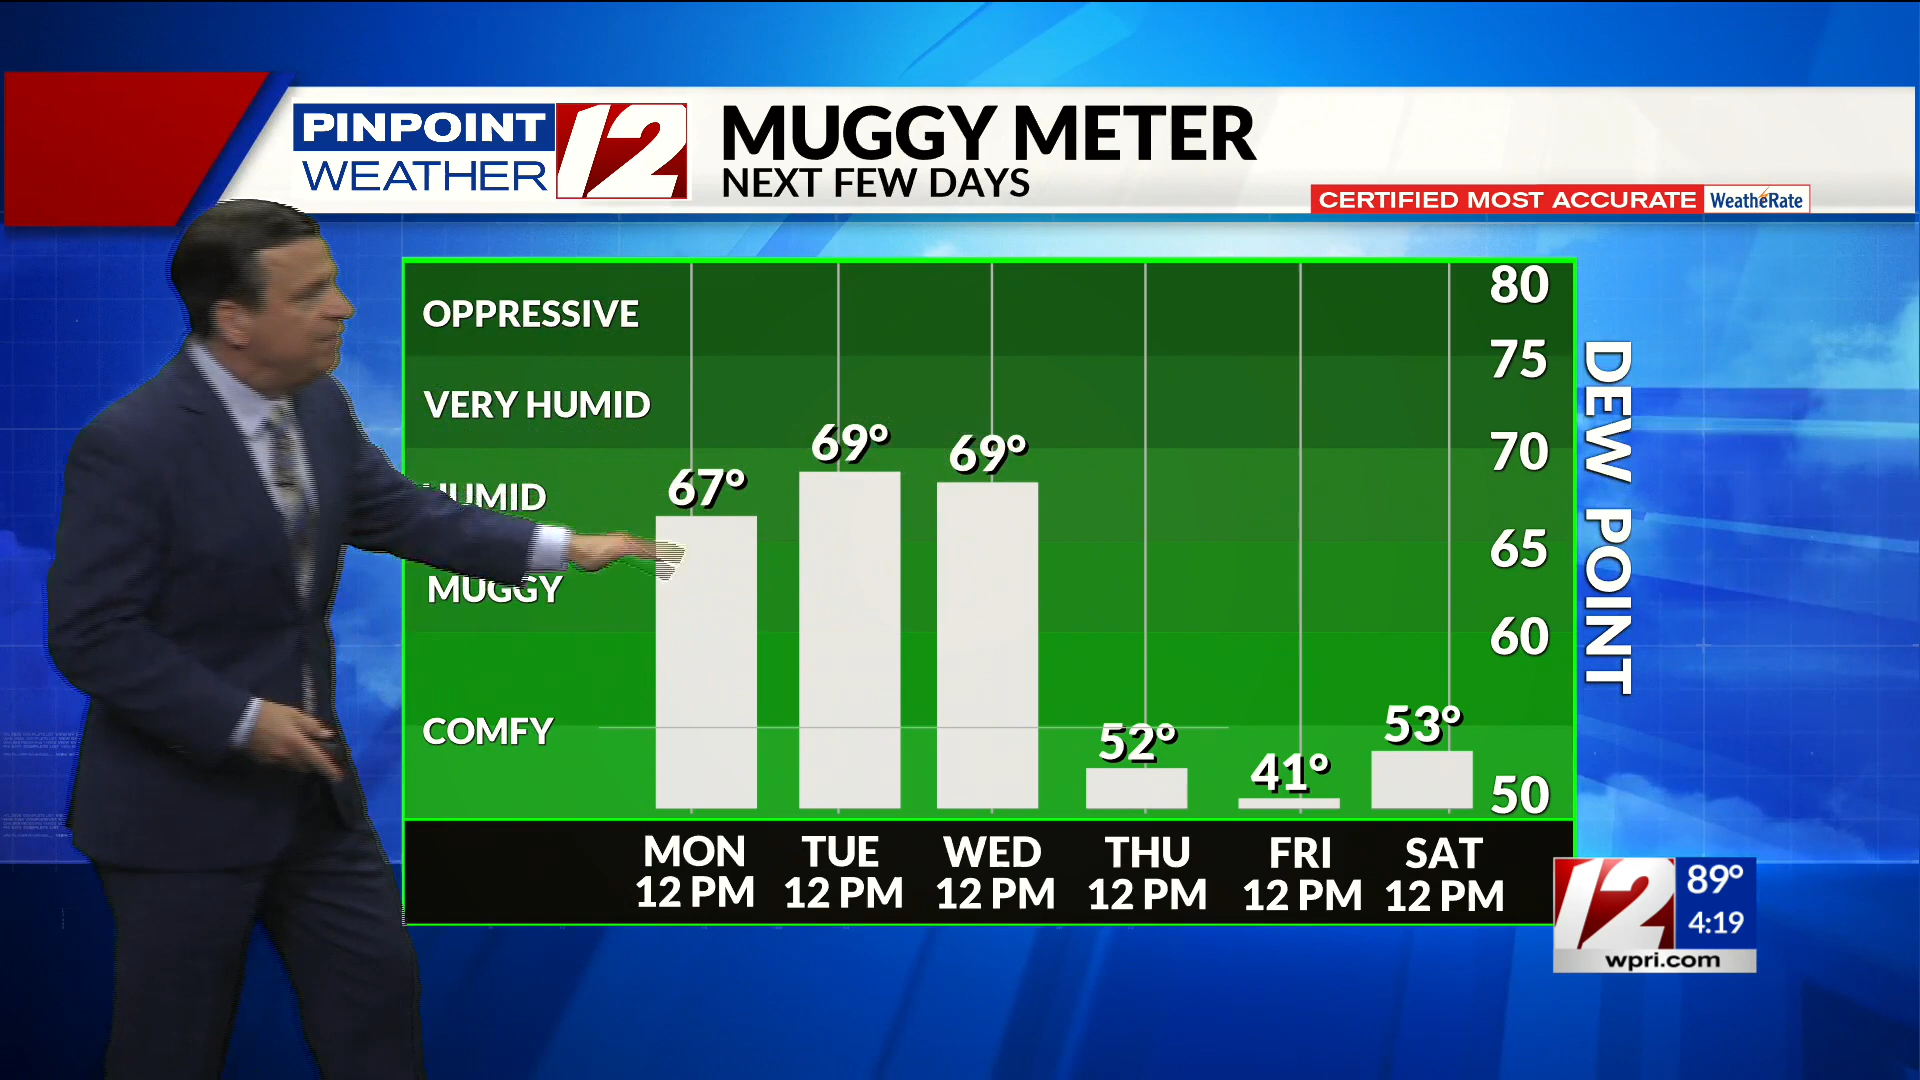 PINPOINT
WEATHER
12
MUGGY METER
NEXT FEW DAYS
CERTIFIED MOST ACCURATE WeatheRate
OPPRESSIVE
VERY HUMID
HUMID
MUGGY
COMFY
67° 69° 69° 52° 41° 53°
80
75
70
65
60
50
DEW POINT
MON TUE WED THU FRI SAT
12 PM 12 PM 12 PM 12 PM 12 PM 12 PM
12
89°
4:19
wpri.com